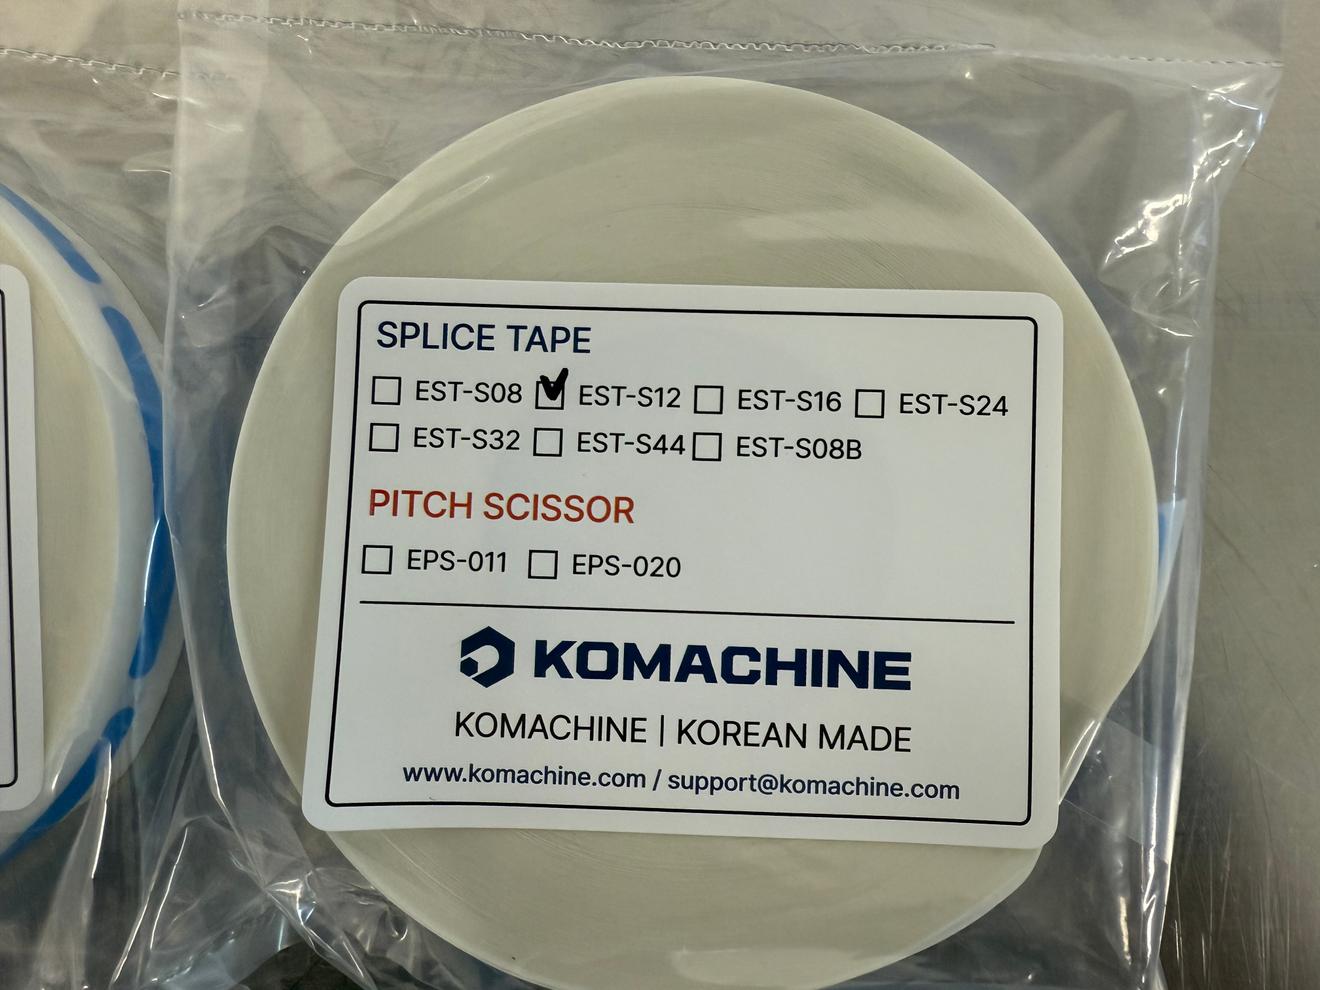 SPLICE TAPE
☐ EST-S08 ☑ EST-S12 ☐ EST-S16 ☐ EST-S24
☐ EST-S32 ☐ EST-S44 ☐ EST-S08B
PITCH SCISSOR
☐ EPS-011 ☐ EPS-020
KOMACHINE
KOMACHINE | KOREAN MADE
www.komachine.com / support@komachine.com